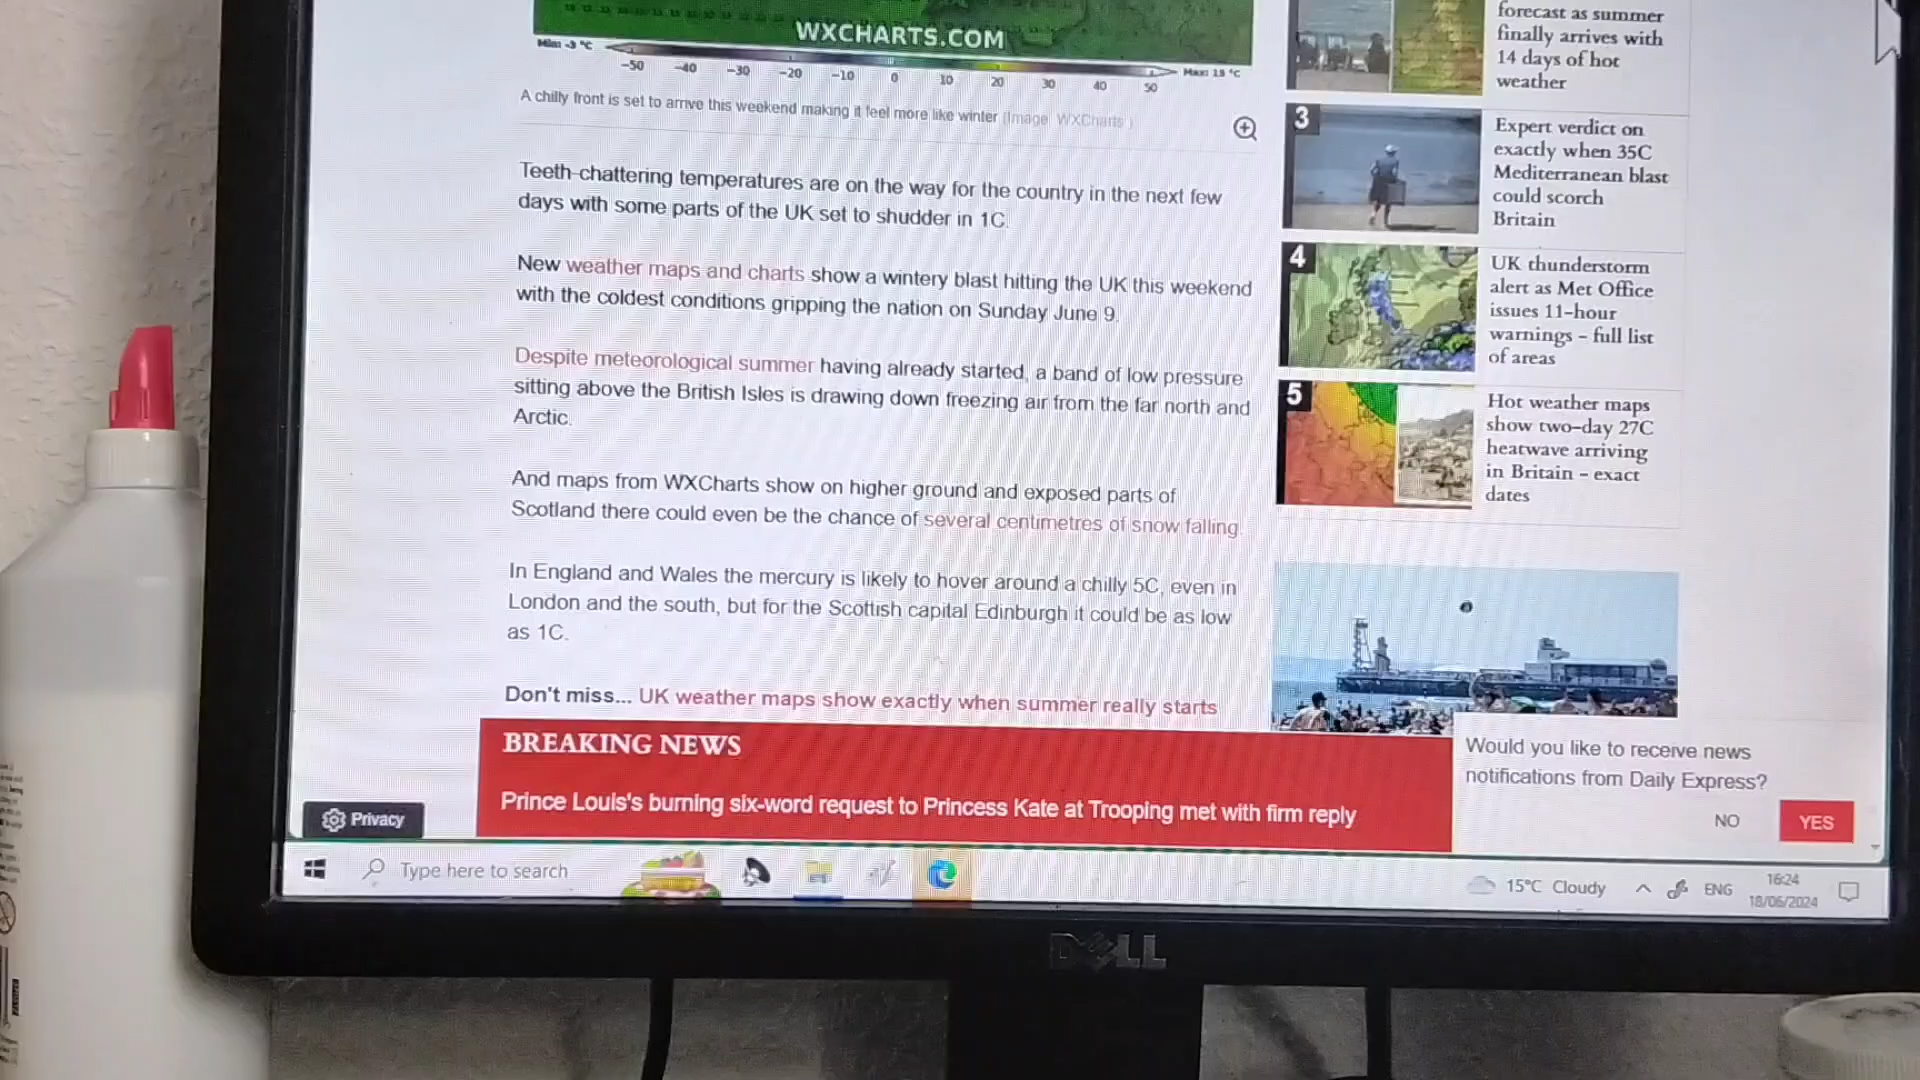 WXCHARTS.COM
Min: -3 °C
-50 -40 -30 -20 -10 0 10 20 30 40 50
Max: 19 °C
A chilly front is set to arrive this weekend making it feel more like winter (Image: WXCharts )
Teeth-chattering temperatures are on the way for the country in the next few
days with some parts of the UK set to shudder in 1C.
New weather maps and charts show a wintery blast hitting the UK this weekend
with the coldest conditions gripping the nation on Sunday June 9.
Despite meteorological summer having already started, a band of low pressure
sitting above the British Isles is drawing down freezing air from the far north and
Arctic.
And maps from WXCharts show on higher ground and exposed parts of
Scotland there could even be the chance of several centimetres of snow falling.
In England and Wales the mercury is likely to hover around a chilly 5C, even in
London and the south, but for the Scottish capital Edinburgh it could be as low
as 1C.
Don't miss... UK weather maps show exactly when summer really starts
forecast as summer
finally arrives with
14 days of hot
weather
3
Expert verdict on
exactly when 35C
Mediterranean blast
could scorch
Britain
4
UK thunderstorm
alert as Met Office
issues 11-hour
warnings - full list
of areas
5
Hot weather maps
show two-day 27C
heatwave arriving
in Britain - exact
dates
BREAKING NEWS
Prince Louis's burning six-word request to Princess Kate at Trooping met with firm reply
Would you like to receive news
notifications from Daily Express?
NO YES
Privacy
Type here to search
15°C Cloudy
ENG
16:24
18/06/2024
DELL